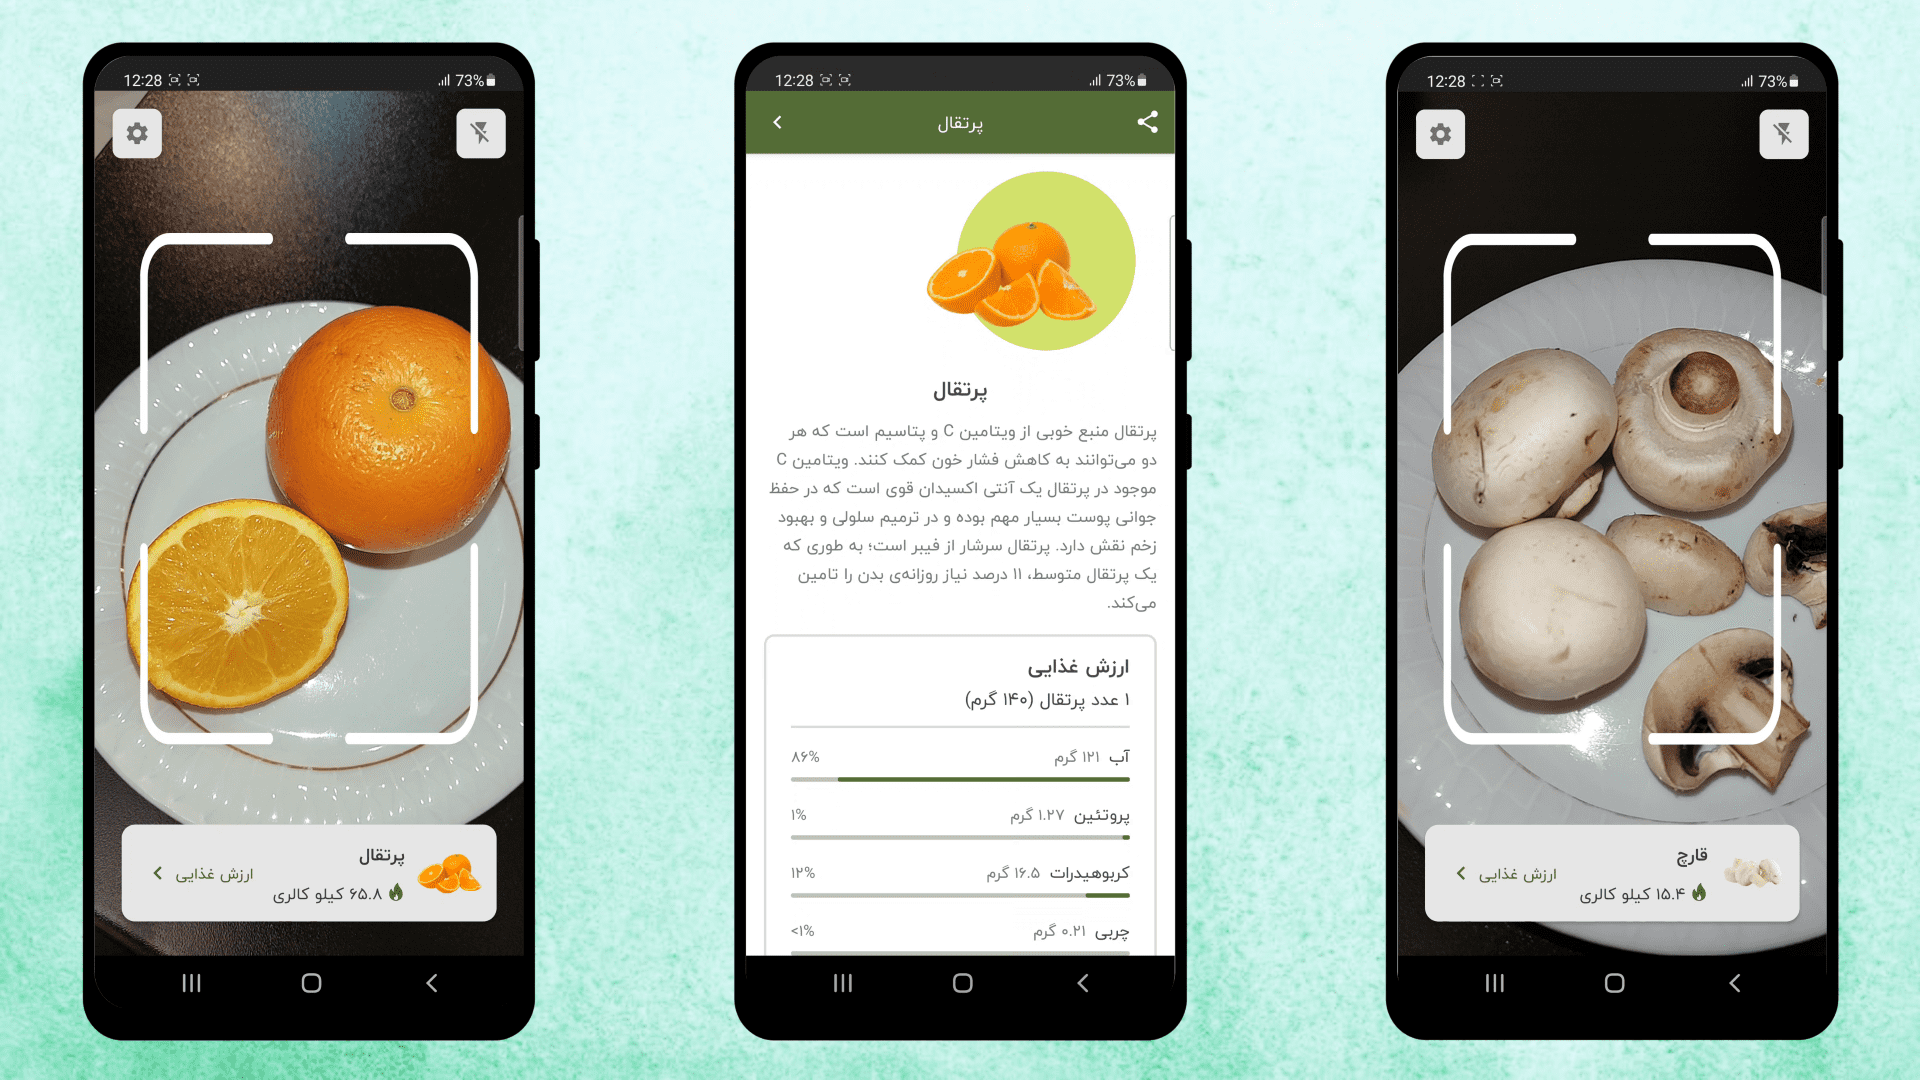 12:28
73%
پرتقال
ارزش غذایی
۶۵.۸ کیلو کالری
12:28
73%
پرتقال
پرتقال
پرتقال منبع خوبی از ویتامین C و پتاسیم است که هر
دو می‌توانند به کاهش فشار خون کمک کنند. ویتامین C
موجود در پرتقال یک آنتی اکسیدان قوی است که در حفظ
جوانی پوست بسیار مهم بوده و در ترمیم سلولی و بهبود
زخم نقش دارد. پرتقال سرشار از فیبر است؛ به طوری که
یک پرتقال متوسط، ۱۱ درصد نیاز روزانه‌ی بدن را تامین
می‌کند.
ارزش غذایی
۱ عدد پرتقال (۱۴۰ گرم)
آب ۱۲۱ گرم ۸۶%
پروتئین ۱.۲۷ گرم ۱%
کربوهیدرات ۱۶.۵ گرم ۱۲%
چربی ۰.۲۱ گرم <۱%
12:28
73%
قارچ
ارزش غذایی
۱۵.۴ کیلو کالری